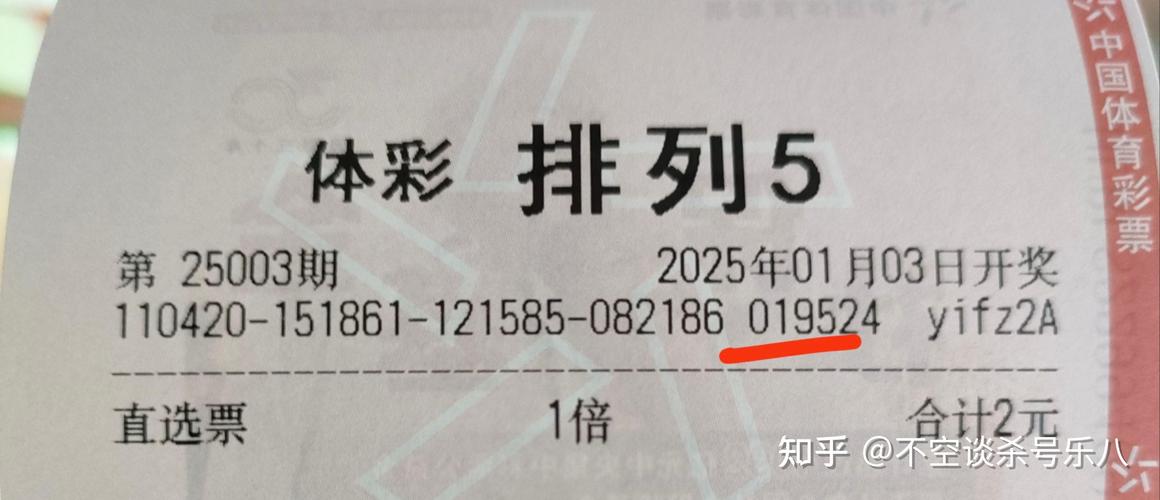 体彩 排列5
第 25003期 2025年01月03日开奖
110420-151861-121585-082186 019524 yifz2A
直选票 1倍 合计2元
中国体育彩票
知乎 @不空谈杀号乐八